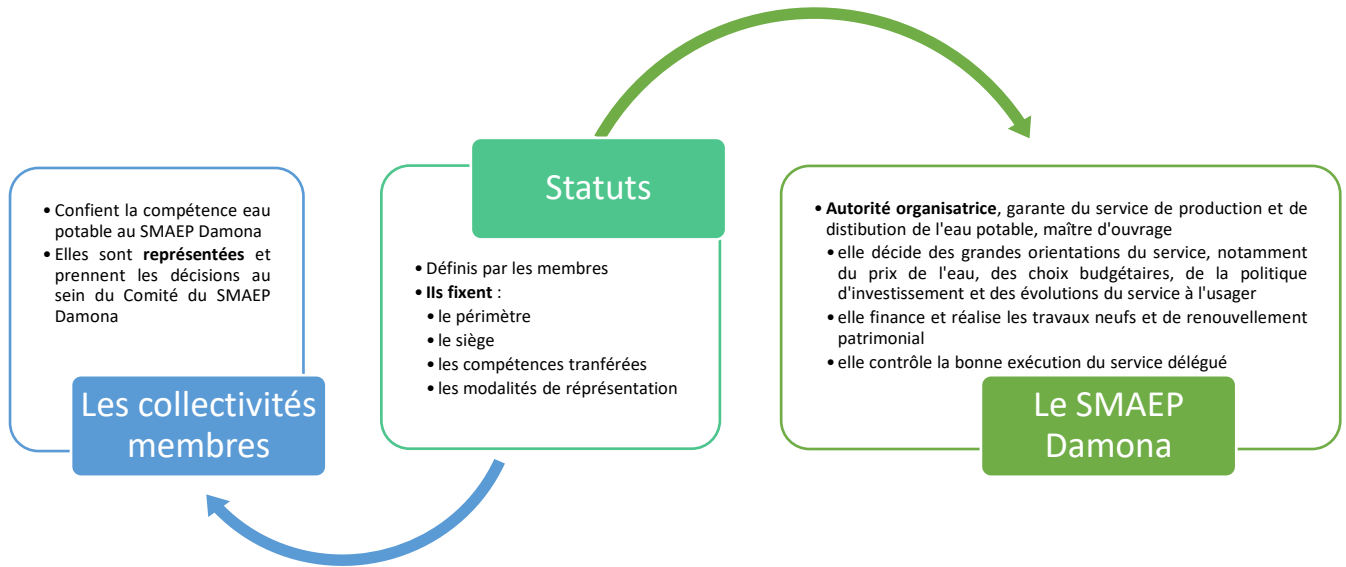 • Confient la compétence eau
potable au SMAEP Damona
• Elles sont représentées et
prennent les décisions au
sein du Comité du SMAEP
Damona
Les collectivités
membres
Statuts
• Définis par les membres
• Ils fixent :
• le périmètre
• le siège
• les compétences tranférées
• les modalités de réprésentation
• Autorité organisatrice, garante du service de production et de
distibution de l'eau potable, maître d'ouvrage
• elle décide des grandes orientations du service, notamment
du prix de l'eau, des choix budgétaires, de la politique
d'investissement et des évolutions du service à l'usager
• elle finance et réalise les travaux neufs et de renouvellement
patrimonial
• elle contrôle la bonne exécution du service délégué
Le SMAEP
Damona